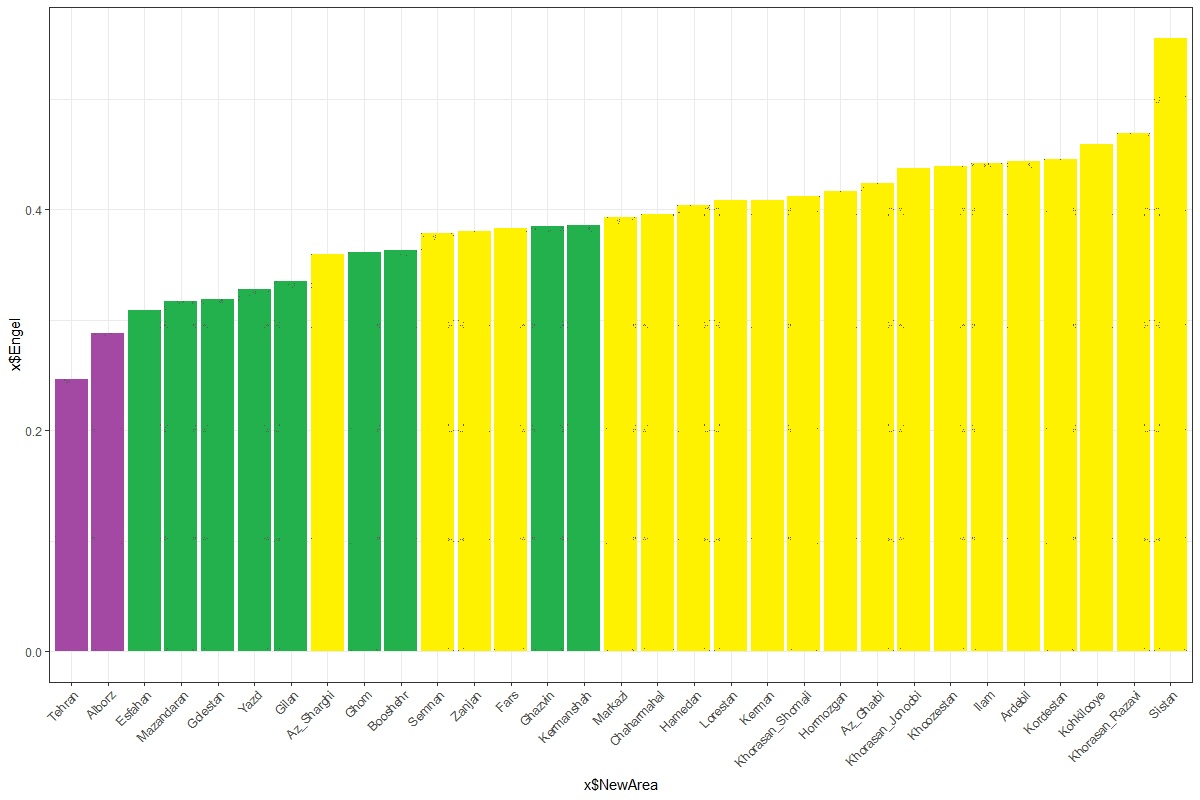 x$Engel
0.4
0.2
0.0
Tehran
Alborz
Esfahan
Mazandaran
Golestan
Yazd
Gilan
Az_Sharghi
Ghom
Booshehr
Semnan
Zanjan
Fars
Ghazvin
Kermanshah
Markazi
Chaharmahal
Hamedan
Lorestan
Kerman
Khorasan_Shomali
Hormozgan
Az_Gharbi
Khorasan_Jonoobi
Khoozestan
Ilam
Ardebil
Kordestan
Kohkilooye
Khorasan_Razavi
Sistan
x$NewArea